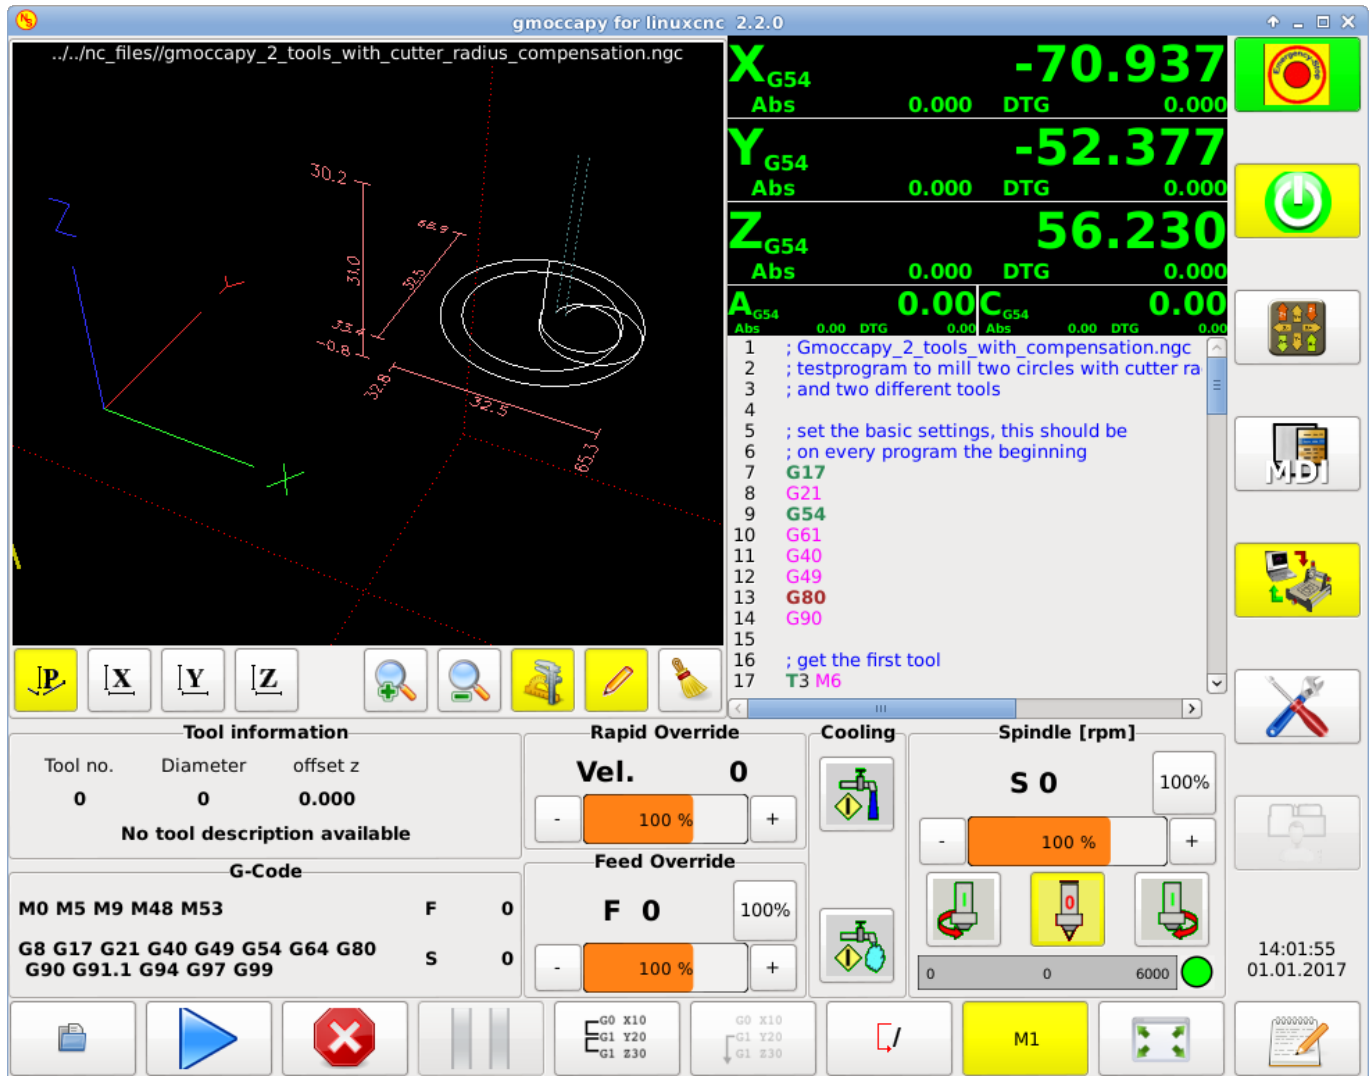 gmoccapy for linuxcnc 2.2.0
../../nc_files//gmoccapy_2_tools_with_cutter_radius_compensation.ngc
30.2
31.0
-0.8
66.9
32.5
33.4
32.8
32.5
65.3
Z
Y
X
X G54 -70.937
Abs 0.000 DTG 0.000
Y G54 -52.377
Abs 0.000 DTG 0.000
Z G54 56.230
Abs 0.000 DTG 0.000
A G54 0.00 C G54 0.00
Abs 0.00 DTG 0.00 Abs 0.00 DTG 0.00
1 ; Gmoccapy_2_tools_with_compensation.ngc
2 ; testprogram to mill two circles with cutter ra
3 ; and two different tools
4
5 ; set the basic settings, this should be
6 ; on every program the beginning
7 G17
8 G21
9 G54
10 G61
11 G40
12 G49
13 G80
14 G90
15
16 ; get the first tool
17 T3 M6
Emergency-Stop
MDI
P X Y Z
Tool information
Tool no. Diameter offset z
0 0 0.000
No tool description available
G-Code
M0 M5 M9 M48 M53 F 0
G8 G17 G21 G40 G49 G54 G64 G80 S 0
G90 G91.1 G94 G97 G99
Rapid Override
Vel. 0
- 100 % +
Feed Override
F 0 100%
- 100 % +
Cooling
Spindle [rpm]
S 0 100%
- 100 % +
I 0 I
0 0 6000
14:01:55
01.01.2017
G0 X10
G1 Y20
G1 Z30
G0 X10
G1 Y20
G1 Z30
M1